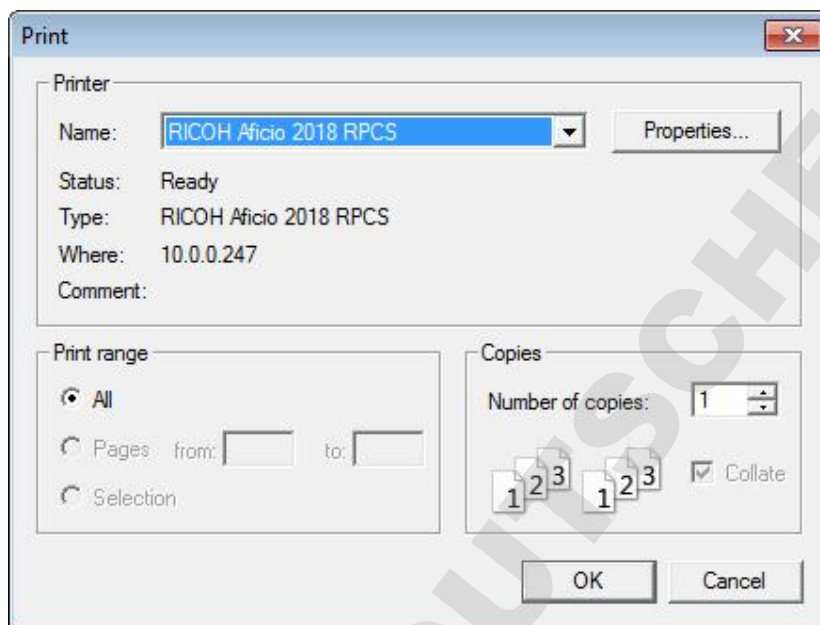 Print
Printer
Name: RICOH Aficio 2018 RPCS Properties...
Status: Ready
Type: RICOH Aficio 2018 RPCS
Where: 10.0.0.247
Comment:
Print range
All
Pages from: to:
Selection
Copies
Number of copies: 1
1 2 3 1 2 3 Collate
OK Cancel